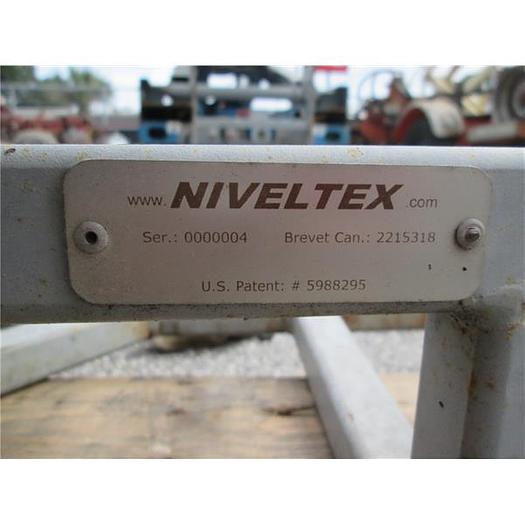 www. NIVELTEX .com
Ser.: 0000004 Brevet Can.: 2215318
U.S. Patent: # 5988295